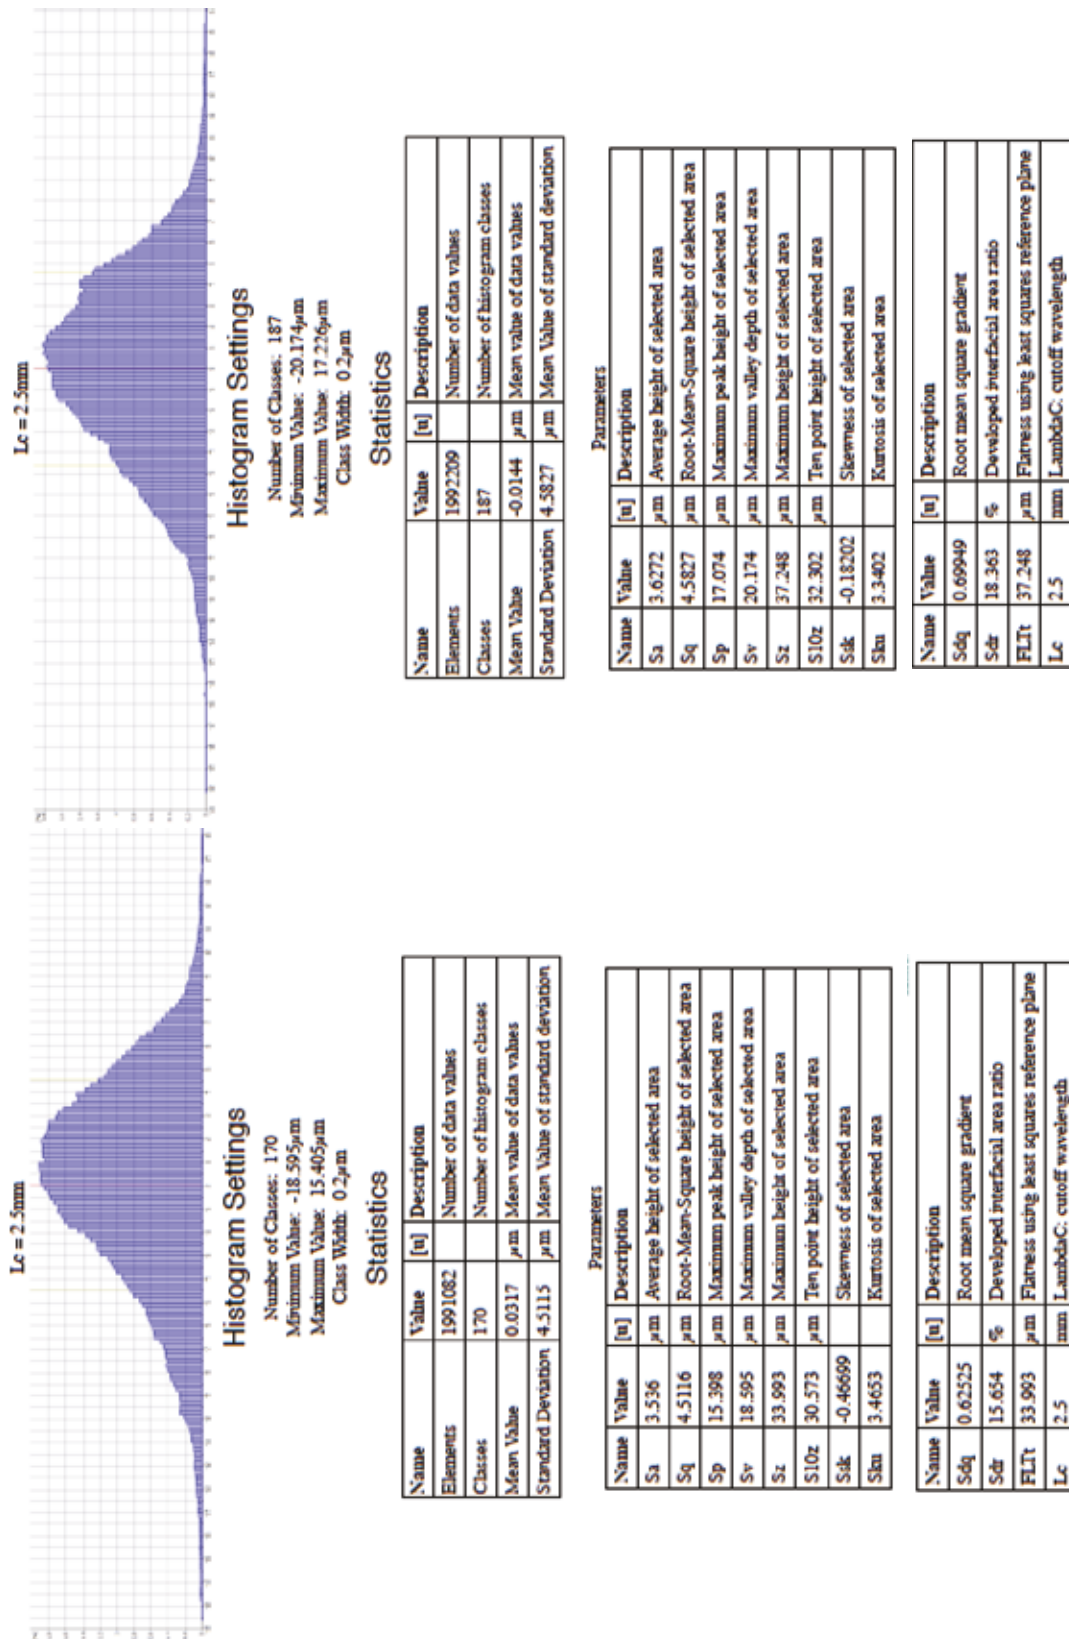 Lc = 2.5mm
Histogram Settings
Number of Classes: 170
Minimum Value: -18.595µm
Maximum Value: 15.405µm
Class Width: 0.2µm
Statistics
Name Value [u] Description
Elements 1991082 Number of data values
Classes 170 Number of histogram classes
Mean Value 0.0317 µm Mean value of data values
Standard Deviation 4.5115 µm Mean Value of standard deviation
Parameters
Name Value [u] Description
Sa 3.536 µm Average height of selected area
Sq 4.5116 µm Root-Mean-Square height of selected area
Sp 15.398 µm Maximum peak height of selected area
Sv 18.595 µm Maximum valley depth of selected area
Sz 33.993 µm Maximum height of selected area
S10z 30.573 µm Ten point height of selected area
Ssk -0.46699 Skewness of selected area
Sku 3.4653 Kurtosis of selected area
Name Value [u] Description
Sdq 0.62525 Root mean square gradient
Sdr 15.654 % Developed interfacial area ratio
FLTt 33.993 µm Flatness using least squares reference plane
Lc 2.5 mm LambdaC: cutoff wavelength
Lc = 2.5mm
Histogram Settings
Number of Classes: 187
Minimum Value: -20.174µm
Maximum Value: 17.226µm
Class Width: 0.2µm
Statistics
Name Value [u] Description
Elements 1992209 Number of data values
Classes 187 Number of histogram classes
Mean Value -0.0144 µm Mean value of data values
Standard Deviation 4.5827 µm Mean Value of standard deviation
Parameters
Name Value [u] Description
Sa 3.6272 µm Average height of selected area
Sq 4.5827 µm Root-Mean-Square height of selected area
Sp 17.074 µm Maximum peak height of selected area
Sv 20.174 µm Maximum valley depth of selected area
Sz 37.248 µm Maximum height of selected area
S10z 32.302 µm Ten point height of selected area
Ssk -0.18202 Skewness of selected area
Sku 3.3402 Kurtosis of selected area
Name Value [u] Description
Sdq 0.69949 Root mean square gradient
Sdr 18.363 % Developed interfacial area ratio
FLTt 37.248 µm Flatness using least squares reference plane
Lc 2.5 mm LambdaC: cutoff wavelength